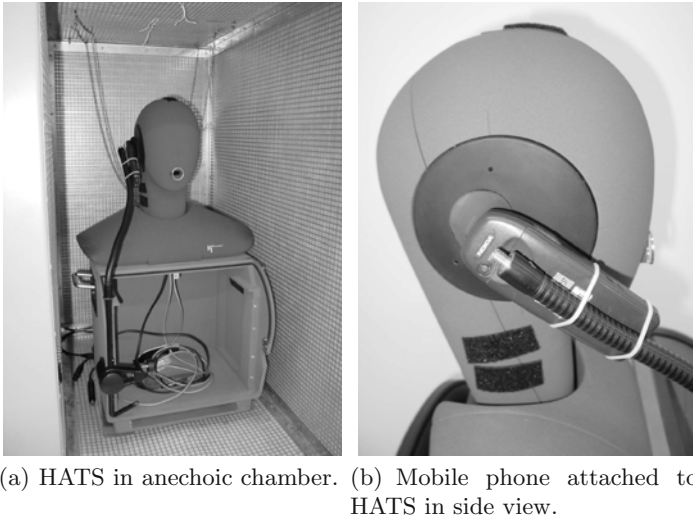 (a) HATS in anechoic chamber.
(b) Mobile phone attached to
HATS in side view.